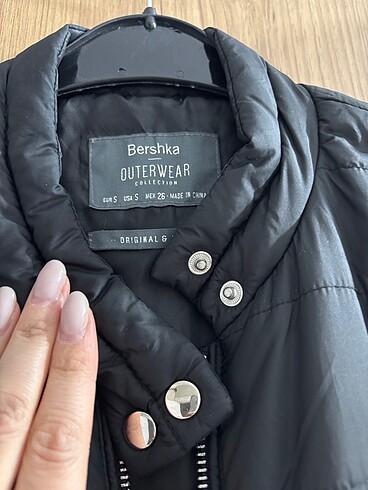 Bershka
OUTERWEAR
COLLECTION
EUR S USA S MEX 26 · MADE IN CHINA
ORIGINAL &